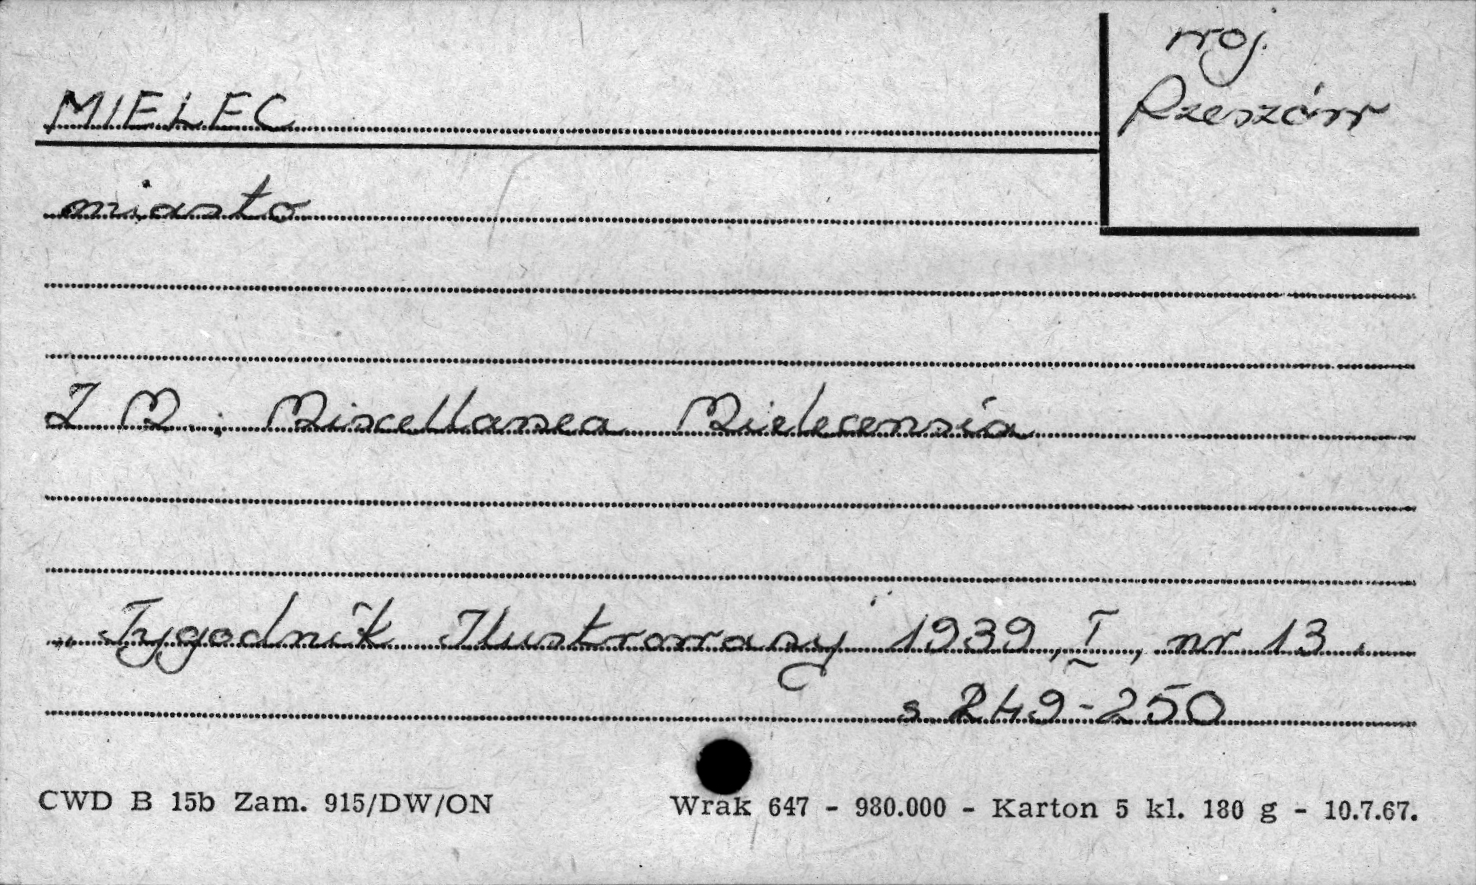 woj.
Rzeszów
MIELEC
miasto
Z M.: Miscellanea Mielecensia
"Tygodnik Ilustrowany 1939, I, nr 13.
s 249-250
CWD B 15b Zam. 915/DW/ON
Wrak 647 - 980.000 - Karton 5 kl. 180 g - 10.7.67.